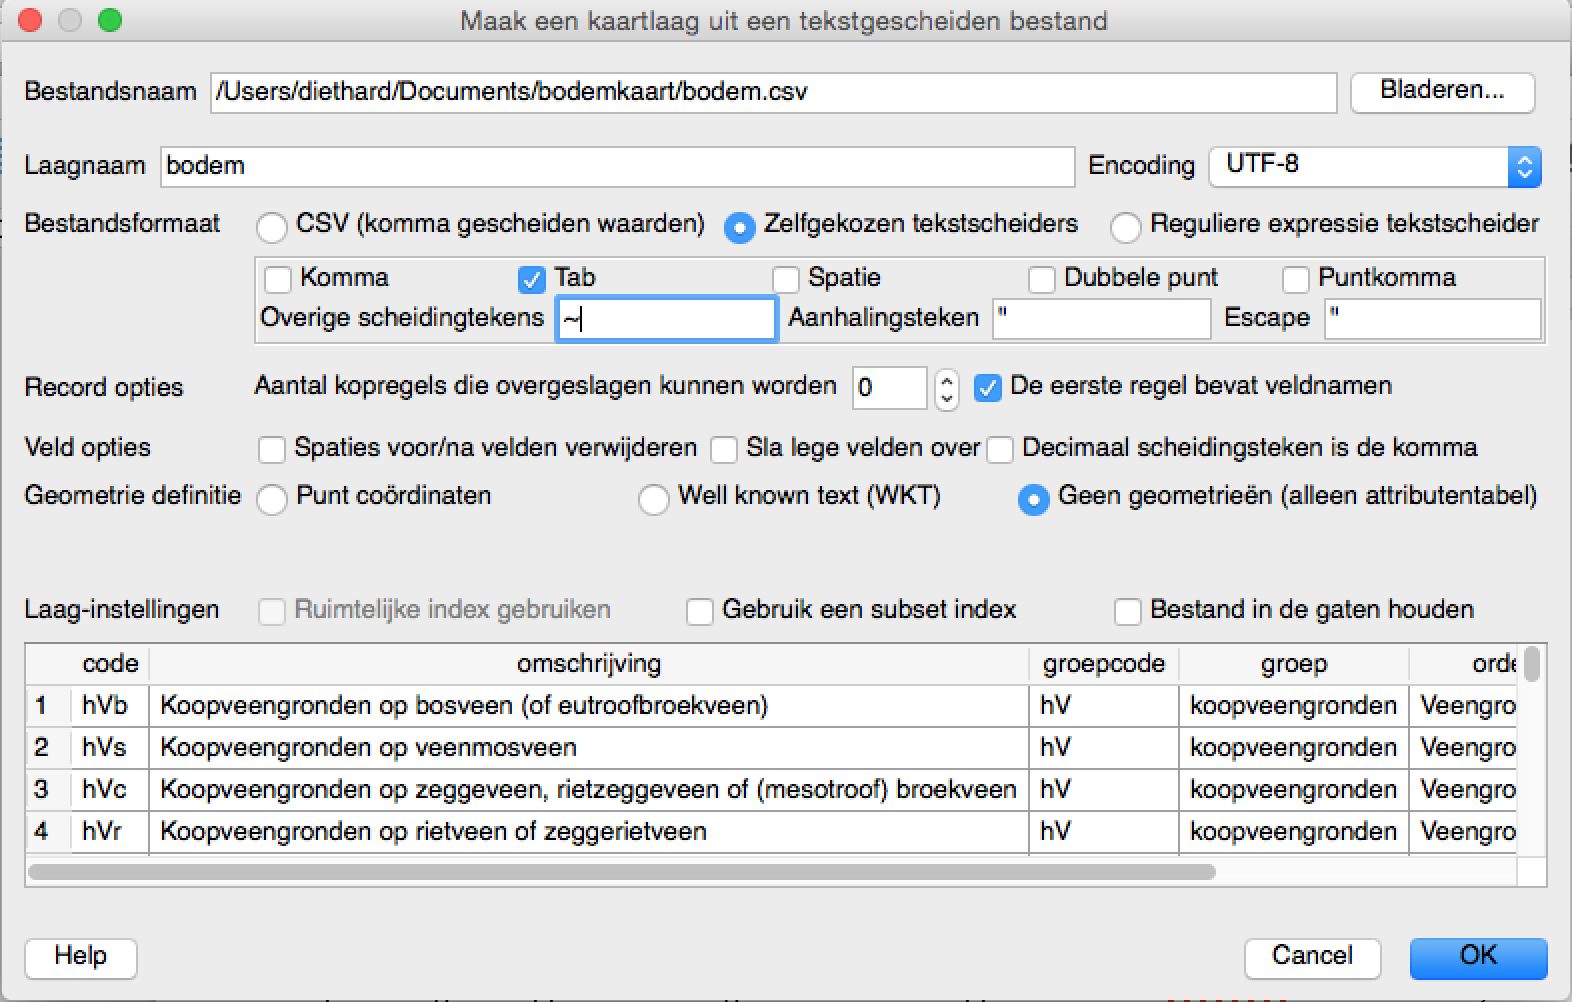 Maak een kaartlaag uit een tekstgescheiden bestand
Bestandsnaam /Users/diethard/Documents/bodemkaart/bodem.csv Bladeren...
Laagnaam bodem Encoding UTF-8
Bestandsformaat CSV (komma gescheiden waarden) Zelfgekozen tekstscheiders Reguliere expressie tekstscheider
Komma Tab Spatie Dubbele punt Puntkomma
Overige scheidingtekens ~ Aanhalingsteken " Escape "
Record opties Aantal kopregels die overgeslagen kunnen worden 0 De eerste regel bevat veldnamen
Veld opties Spaties voor/na velden verwijderen Sla lege velden over Decimaal scheidingsteken is de komma
Geometrie definitie Punt coördinaten Well known text (WKT) Geen geometrieën (alleen attributentabel)
Laag-instellingen Ruimtelijke index gebruiken Gebruik een subset index Bestand in de gaten houden
code omschrijving groepcode groep orde
1 hVb Koopveengronden op bosveen (of eutroofbroekveen) hV koopveengronden Veengro
2 hVs Koopveengronden op veenmosveen hV koopveengronden Veengro
3 hVc Koopveengronden op zeggeveen, rietzeggeveen of (mesotroof) broekveen hV koopveengronden Veengro
4 hVr Koopveengronden op rietveen of zeggerietveen hV koopveengronden Veengro
Help Cancel OK